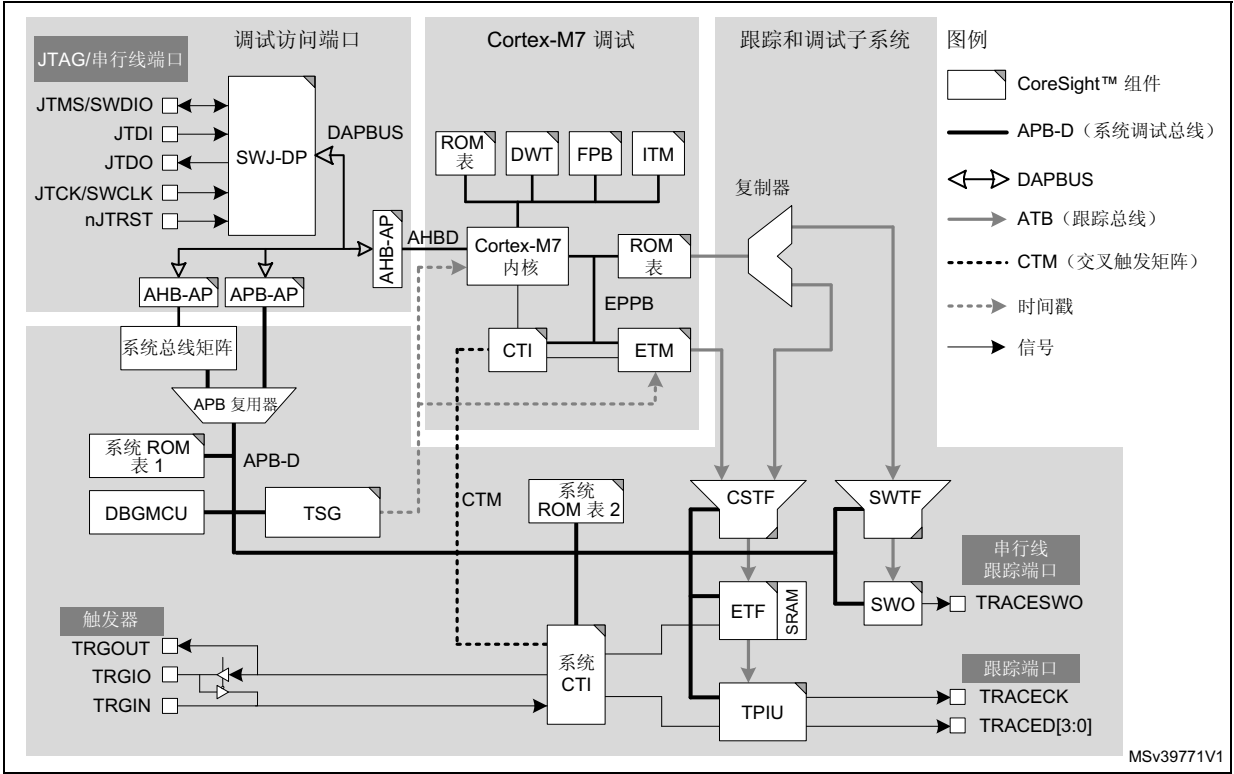 调试访问端口
Cortex-M7 调试
跟踪和调试子系统
图例
JTAG/串行线端口
JTMS/SWDIO
JTDI
JTDO
JTCK/SWCLK
nJTRST
SWJ-DP
DAPBUS
AHB-AP
AHBD
AHB-AP
APB-AP
系统总线矩阵
APB 复用器
系统 ROM
表 1
APB-D
DBGMCU
TSG
ROM
表
DWT
FPB
ITM
Cortex-M7
内核
ROM
表
EPPB
CTI
ETM
复制器
CoreSight™ 组件
APB-D（系统调试总线）
DAPBUS
ATB（跟踪总线）
CTM（交叉触发矩阵）
时间戳
信号
CTM
系统
ROM 表 2
CSTF
SWTF
串行线
跟踪端口
ETF
SRAM
SWO
TRACESWO
触发器
TRGOUT
TRGIO
TRGIN
系统
CTI
TPIU
跟踪端口
TRACECK
TRACED[3:0]
MSv39771V1